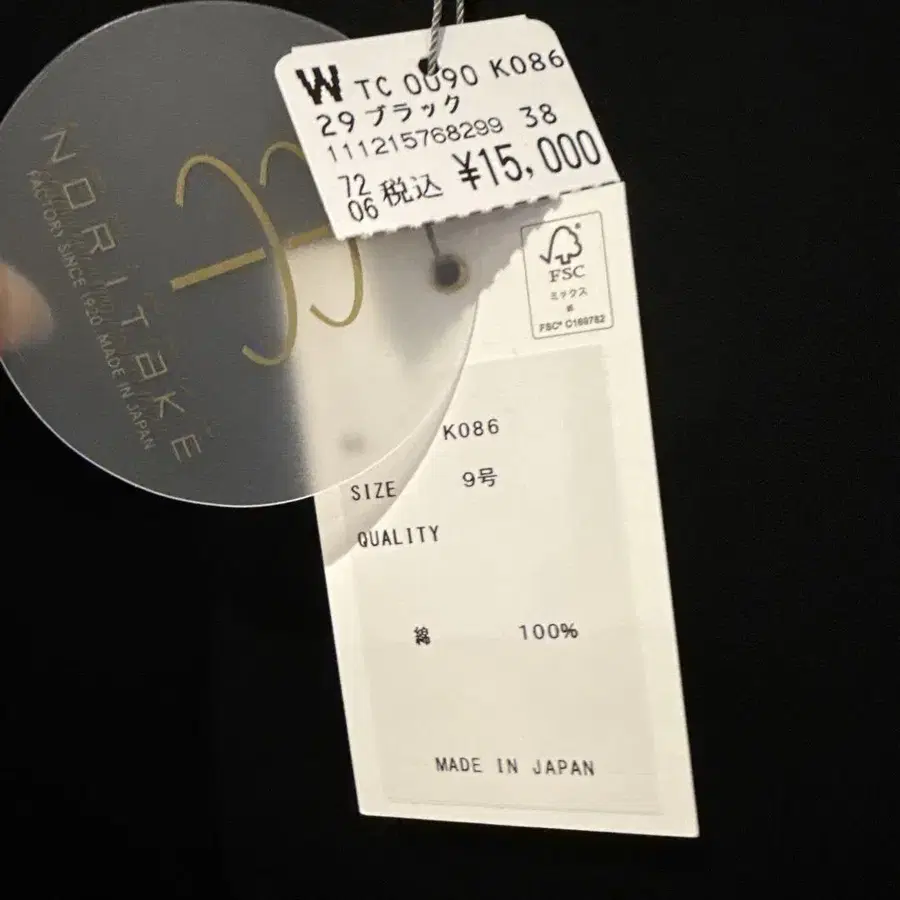 W TC 0090 K086
29 ブラック 38
111215768299
72
06 税込 ¥15,000
NORITAKE
FACTORY SINCE 1920 MADE IN JAPAN
FSC
ミックス
紙
FSC® C169782
K086
SIZE 9号
QUALITY
綿 100%
MADE IN JAPAN